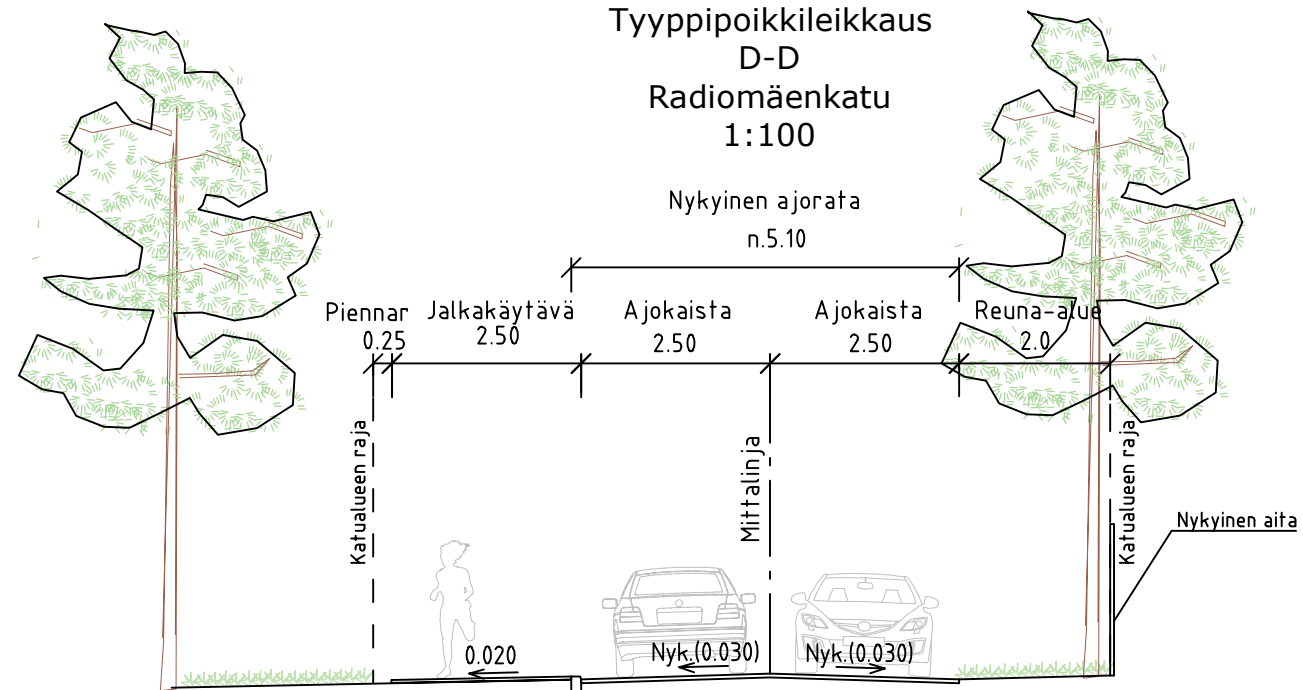 Tyyppipoikkileikkaus
D-D
Radiomäenkatu
1:100
Nykyinen ajorata
n.5.10
Piennar
0.25
Jalkakäytävä
2.50
Ajokaista
2.50
Ajokaista
2.50
Reuna-alue
2.0
Katualueen raja
Mittalinja
Katualueen raja
Nykyinen aita
0.020
Nyk.(0.030)
Nyk.(0.030)